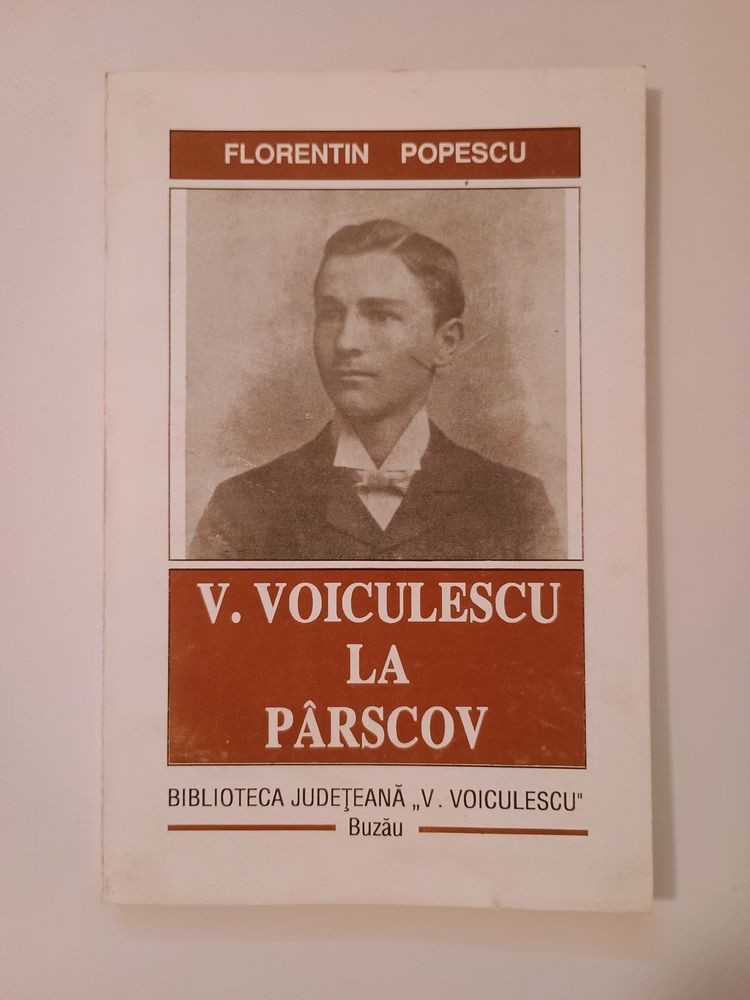 FLORENTIN POPESCU
V. VOICULESCU
LA
PÂRSCOV
BIBLIOTECA JUDEŢEANĂ „V. VOICULESCU"
Buzău